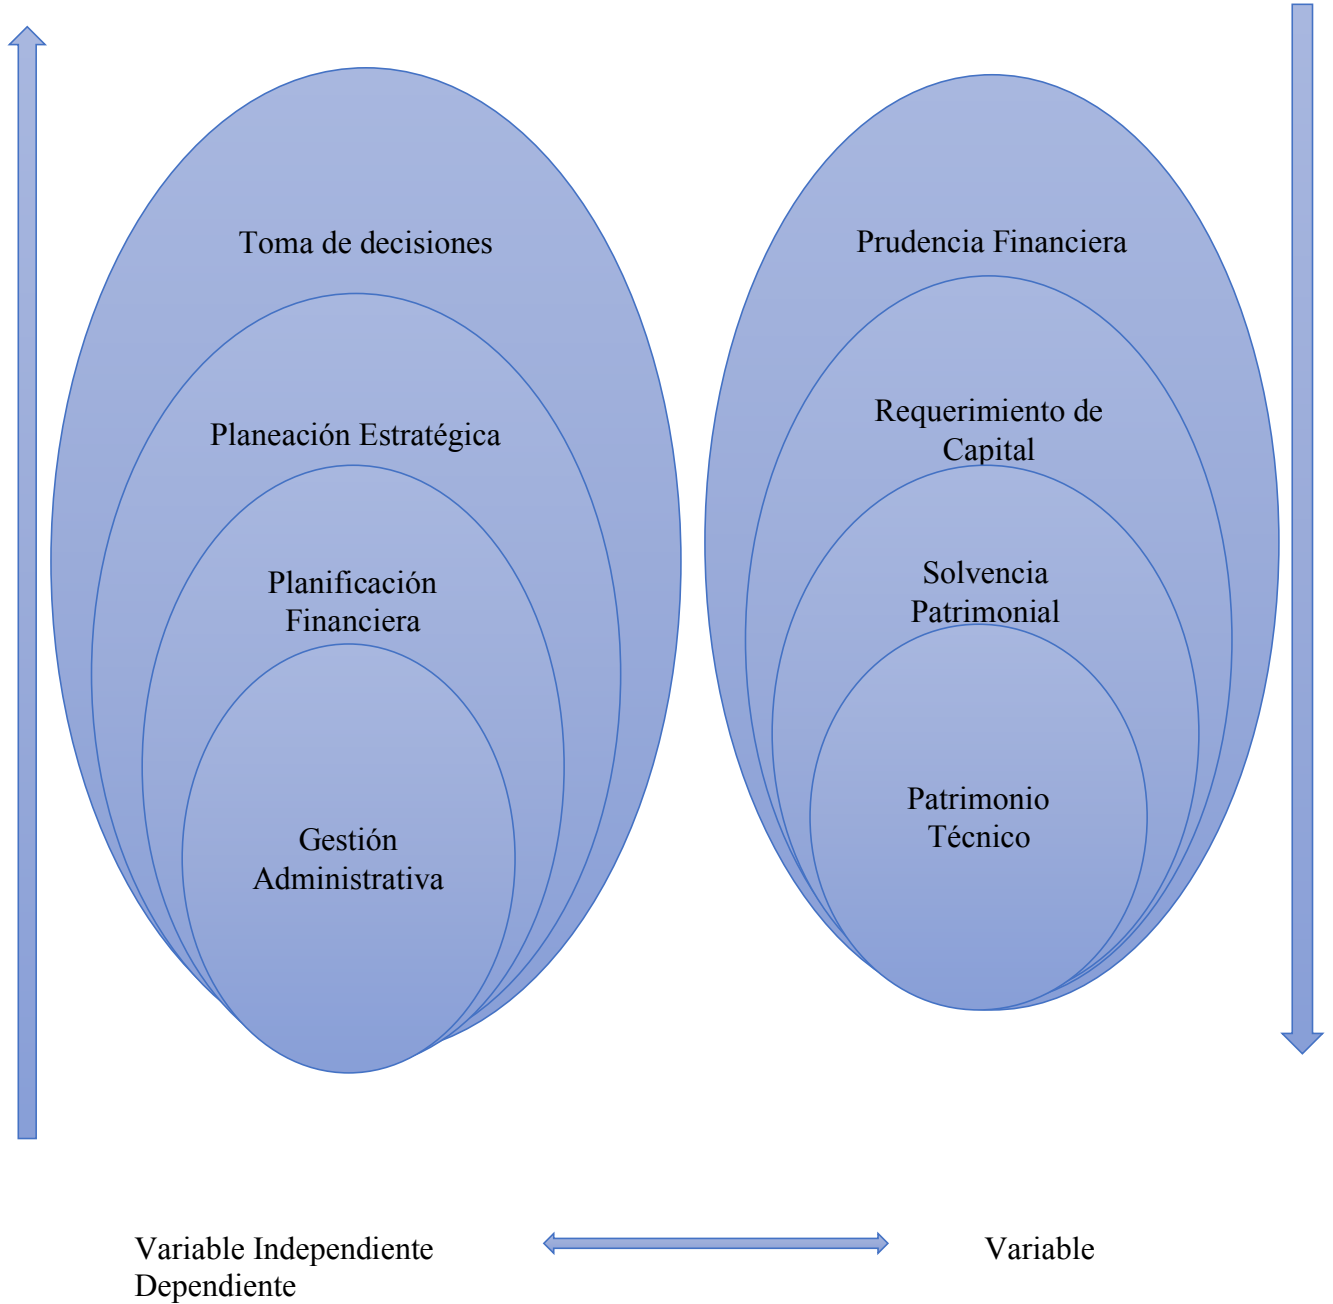 Toma de decisiones
Planeación Estratégica
Planificación
Financiera
Gestión
Administrativa
Prudencia Financiera
Requerimiento de
Capital
Solvencia
Patrimonial
Patrimonio
Técnico
Variable Independiente
Variable
Dependiente